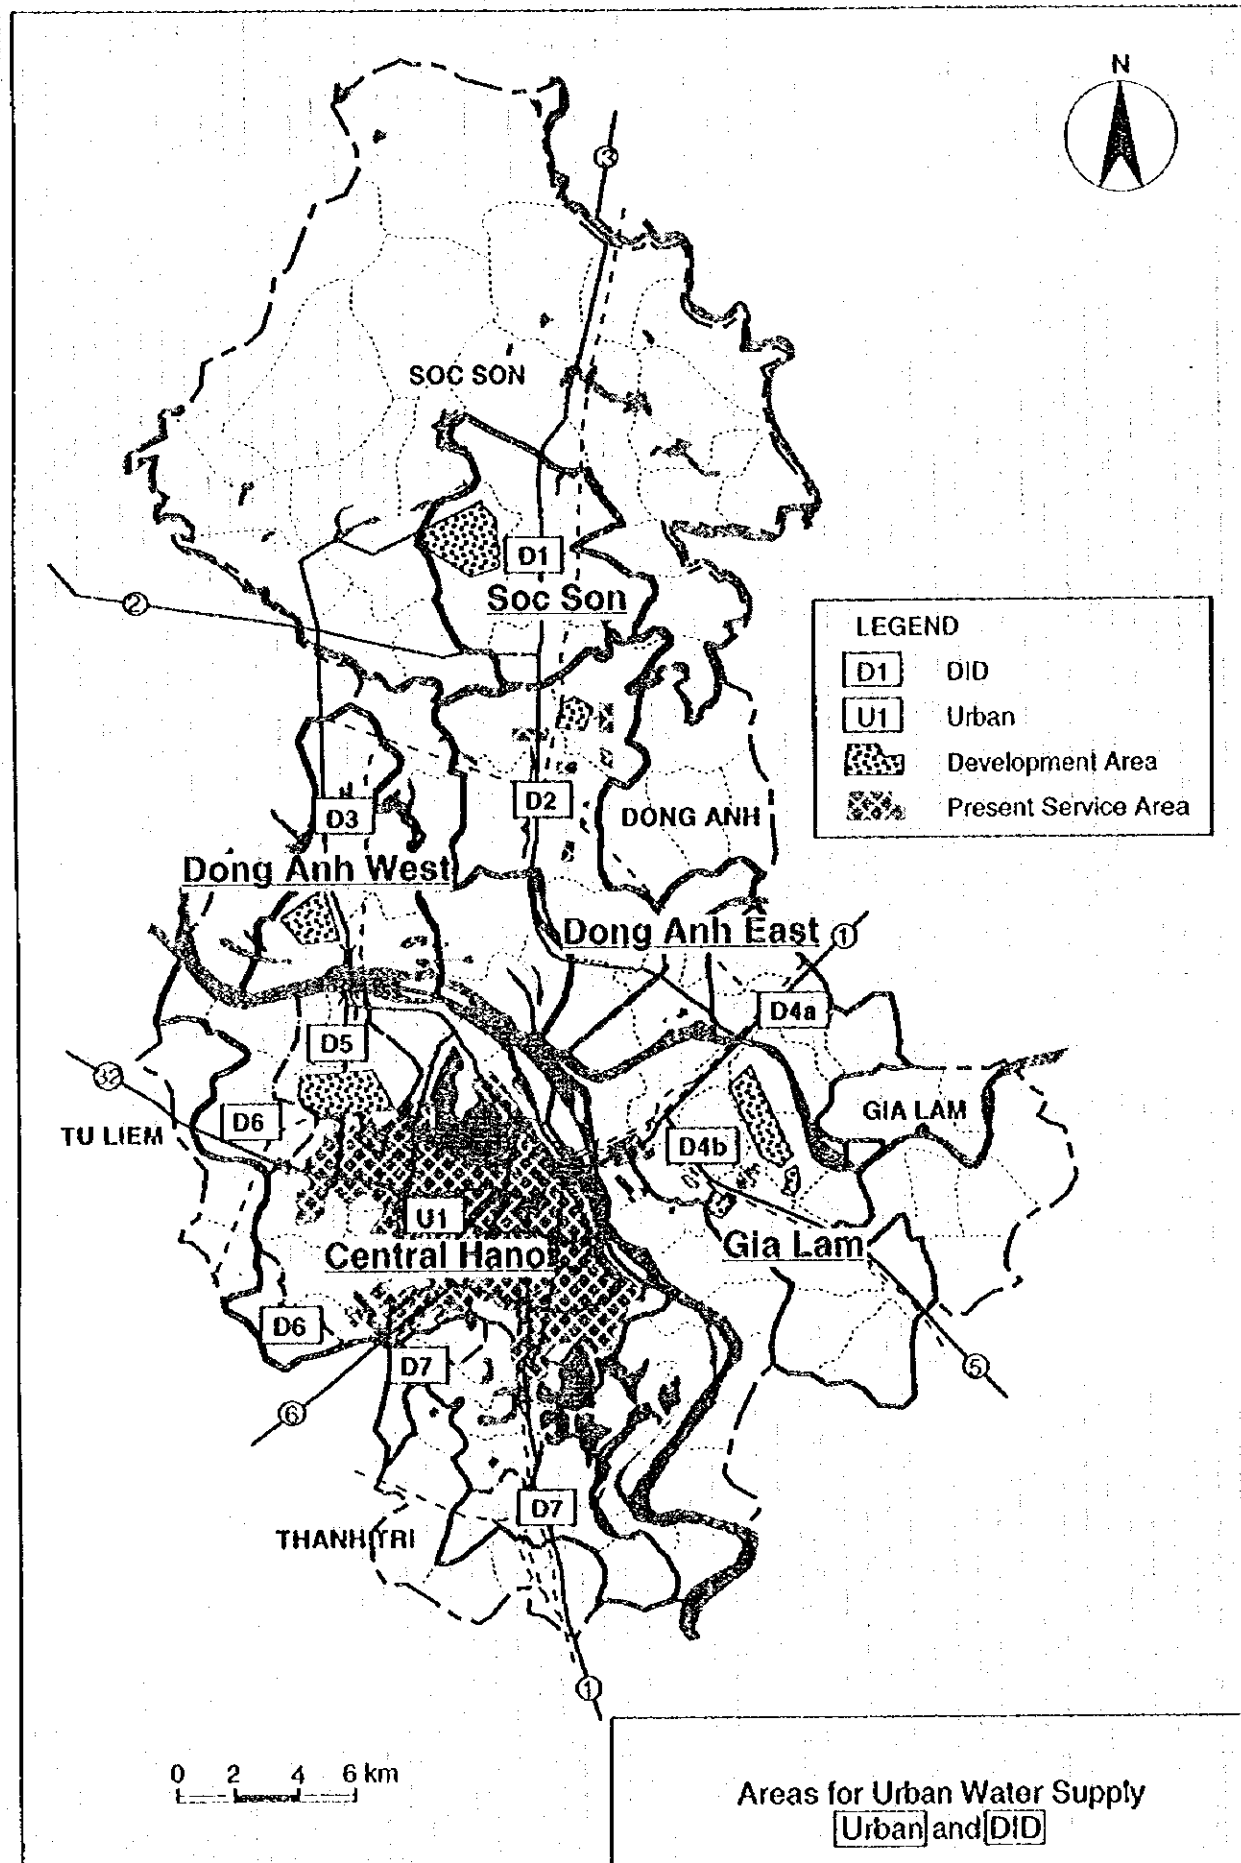 N
3
SOC SON
D1
Soc Son
2
LEGEND
D1 DID
U1 Urban
Development Area
Present Service Area
D3
D2
DONG ANH
Dong Anh West
Dong Anh East
1
D4a
D5
32
D6
TU LIEM
GIA LAM
D4b
U1
Central Hanoi
Gia Lam
D6
D7
5
6
D7
THANH TRI
1
0 2 4 6 km
Areas for Urban Water Supply
Urban and DID